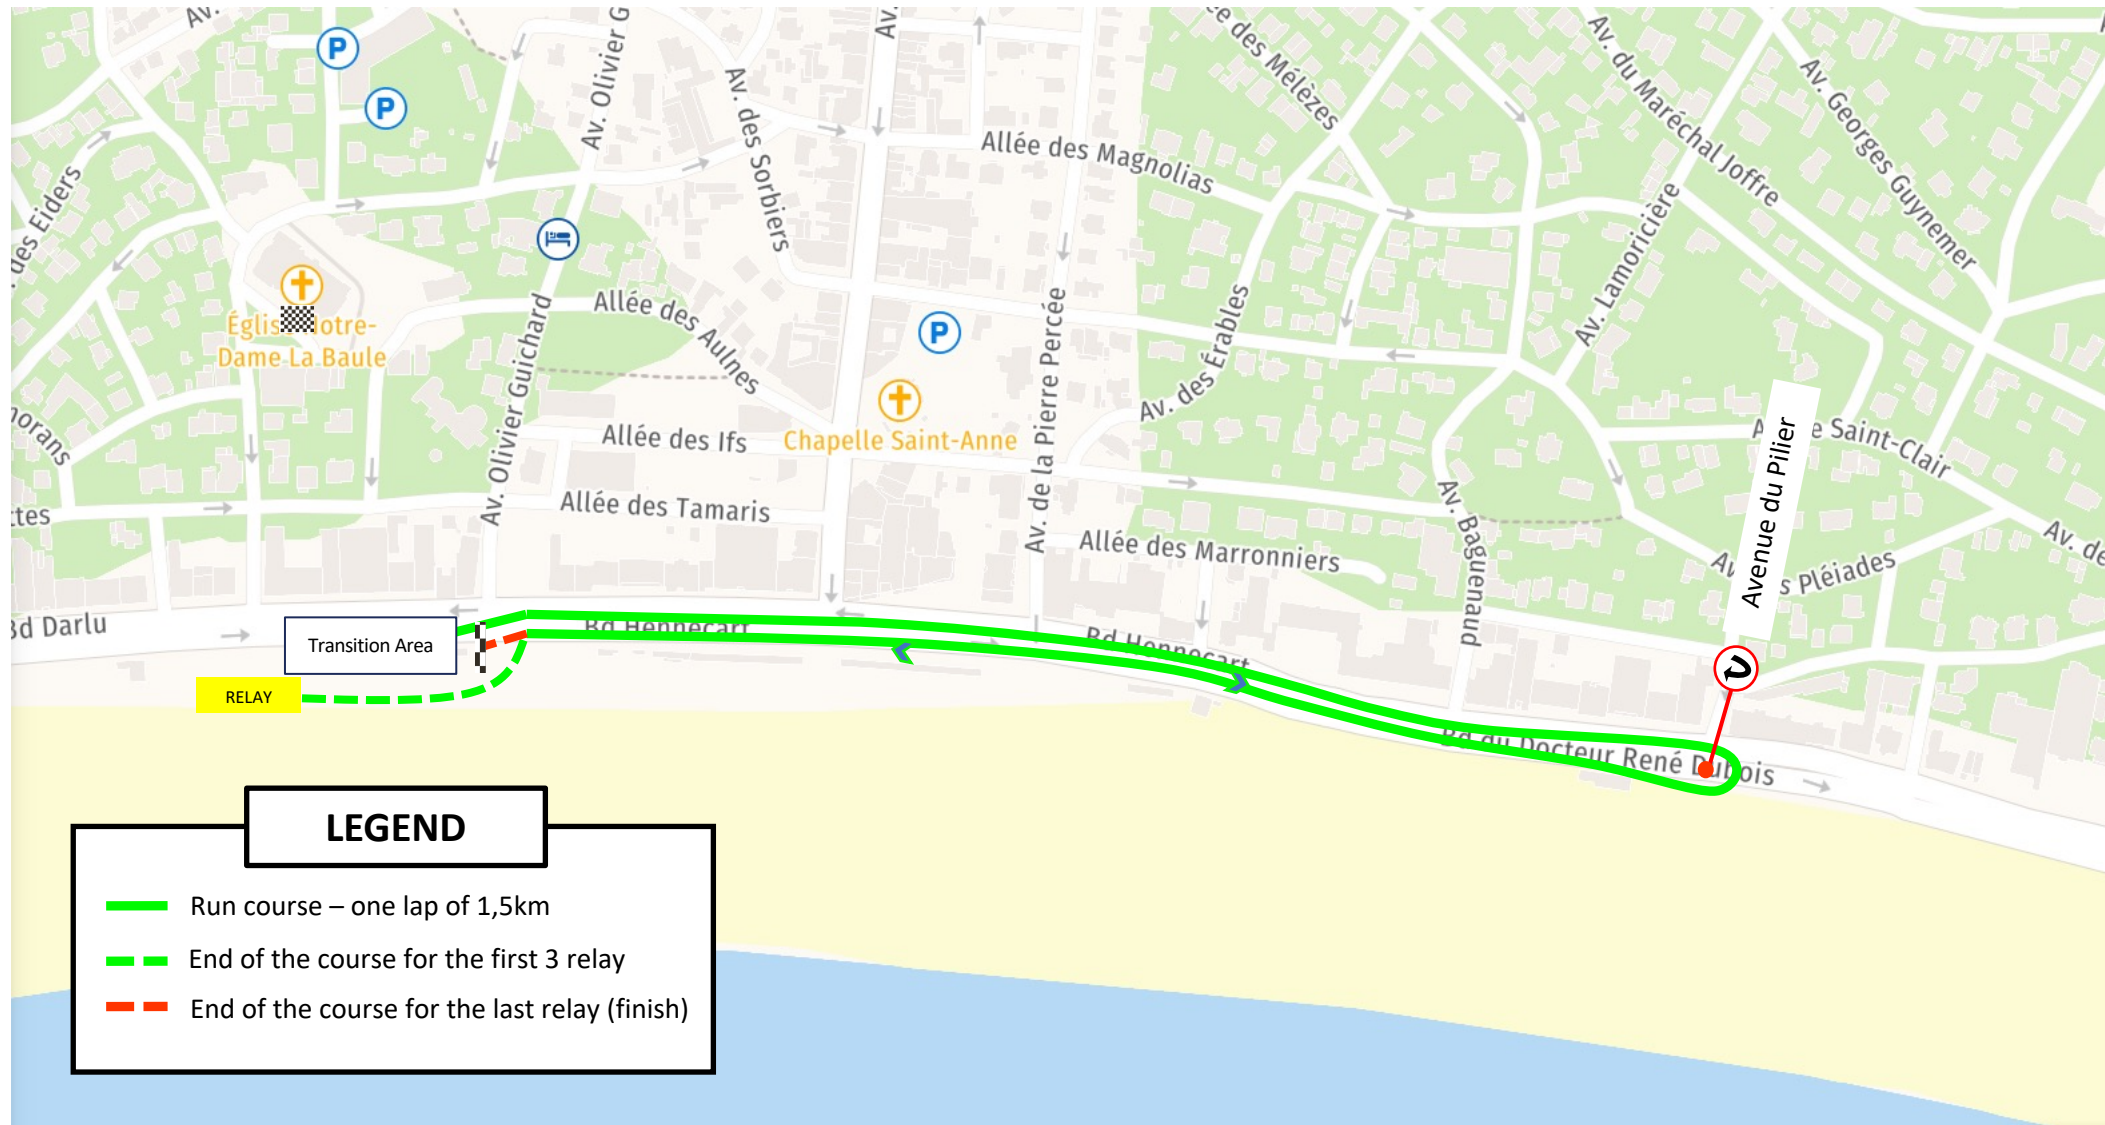 Av.
Av. Olivier G
Av.
e des Mélèzes
Av. du Maréchal Joffre
Av. Georges Guynemer
P
P
Av. des Sorbiers
Allée des Magnolias
des Eiders
Av. Lamoricière
Églis otre-
Dame La Baule
Allée des Aulnes
P
Av. de la Pierre Percée
Av. des Érables
Av. Olivier Guichard
Allée des Ifs
Chapelle Saint-Anne
Avenue du Pilier
e Saint-Clair
norans
Allée des Tamaris
ttes
Av. Baguenaud
Allée des Marronniers
Av
s Pléiades
Av. de
Bd Darlu
Transition Area
Bd Hennecart
Bd Hennecart
RELAY
Bd du Docteur René Dubois
LEGEND
Run course – one lap of 1,5km
End of the course for the first 3 relay
End of the course for the last relay (finish)